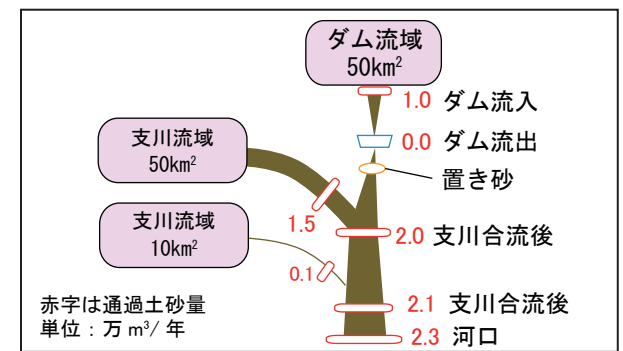 ダム流域
50km²
1.0 ダム流入
0.0 ダム流出
置き砂
支川流域
50km²
1.5
2.0 支川合流後
支川流域
10km²
0.1
2.1 支川合流後
2.3 河口
赤字は通過土砂量
単位:万 m³/ 年